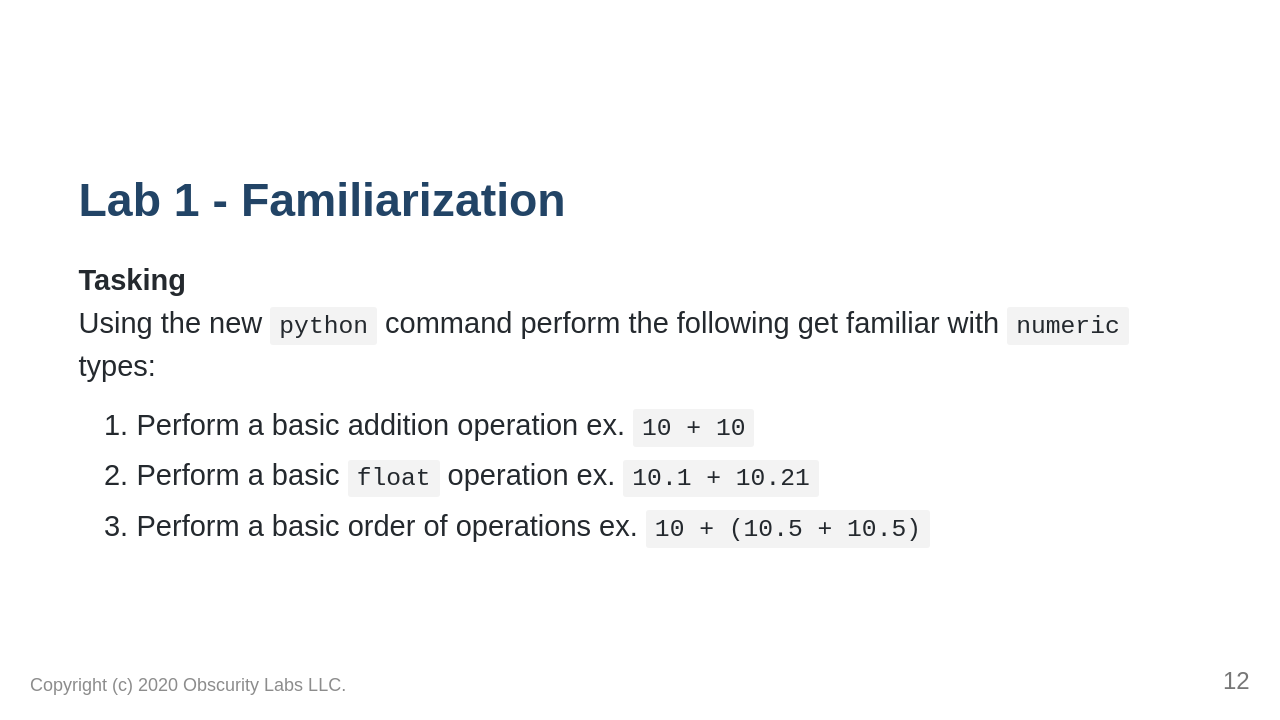 Lab 1 - Familiarization
Tasking
Using the new python command perform the following get familiar with numeric
types:
1. Perform a basic addition operation ex. 10 + 10
2. Perform a basic float operation ex. 10.1 + 10.21
3. Perform a basic order of operations ex. 10 + (10.5 + 10.5)
Copyright (c) 2020 Obscurity Labs LLC.
12